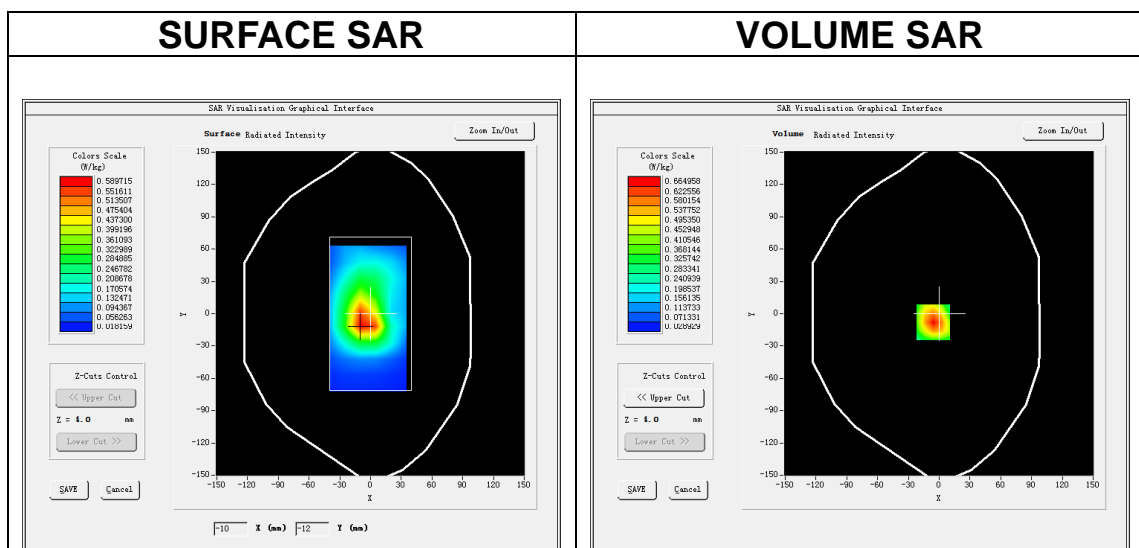 SURFACE SAR
VOLUME SAR
SAR Visualisation Graphical Interface
Surface Radiated Intensity
Zoom In/Out
Colors Scale
(W/kg)
0.589715
0.551611
0.513507
0.475404
0.437300
0.399196
0.361093
0.322989
0.284885
0.246782
0.208678
0.170574
0.132471
0.094367
0.056263
0.018159
150
120
90
60
30
0
-30
-60
-90
-120
-150
Y
-150 -120 -90 -60 -30 0 30 60 90 120 150
X
Z-Cuts Control
<< Upper Cut
Z = 4.0 mm
Lower Cut >>
SAVE Cancel
-10 X (mm) -12 Y (mm)
SAR Visualisation Graphical Interface
Volume Radiated Intensity
Zoom In/Out
Colors Scale
(W/kg)
0.664958
0.622556
0.580154
0.537752
0.495350
0.452948
0.410546
0.368144
0.325742
0.283341
0.240939
0.198537
0.156135
0.113733
0.071331
0.028929
150
120
90
60
30
0
-30
-60
-90
-120
-150
Y
-150 -120 -90 -60 -30 0 30 60 90 120 150
X
Z-Cuts Control
<< Upper Cut
Z = 4.0 mm
Lower Cut >>
SAVE Cancel